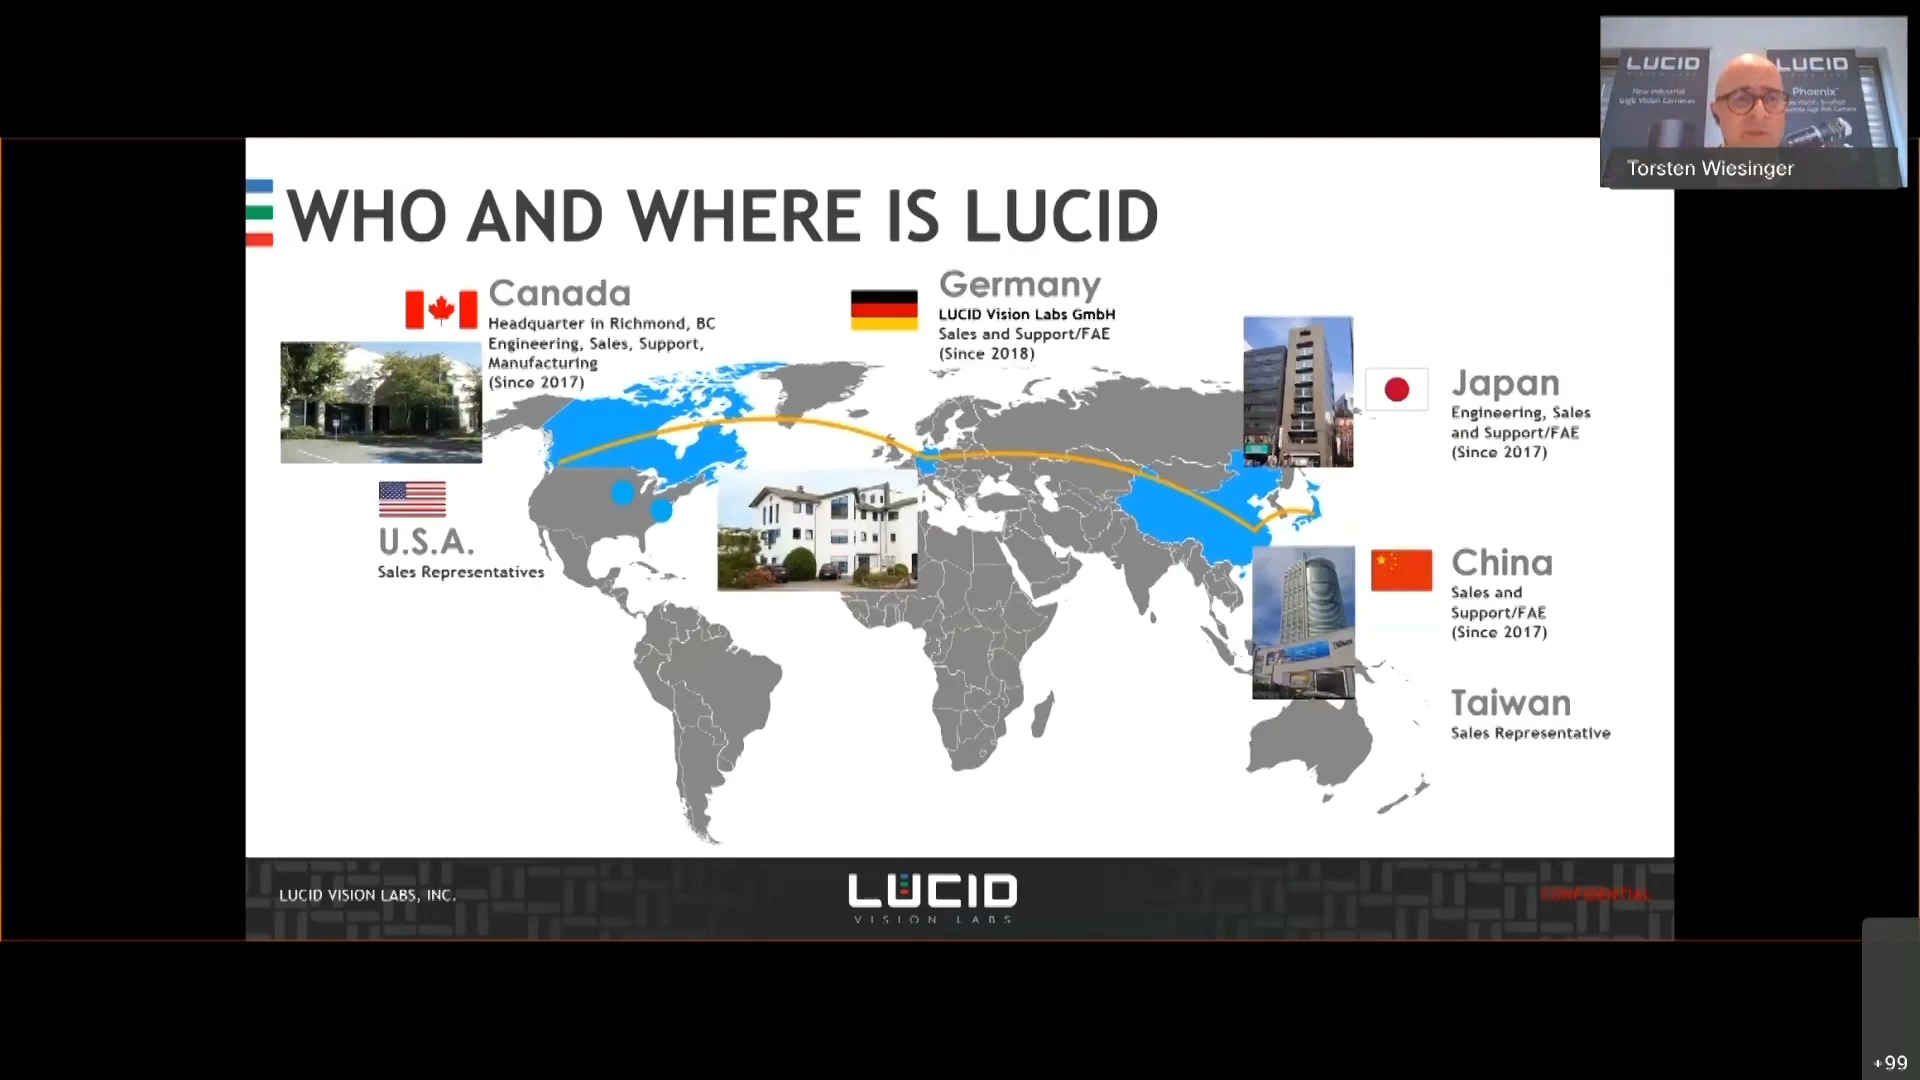 LUCID
LUCID
Phoenix™
Torsten Wiesinger
WHO AND WHERE IS LUCID
Canada
Headquarter in Richmond, BC
Engineering, Sales, Support,
Manufacturing
(Since 2017)
Germany
LUCID Vision Labs GmbH
Sales and Support/FAE
(Since 2018)
Japan
Engineering, Sales
and Support/FAE
(Since 2017)
U.S.A.
Sales Representatives
China
Sales and
Support/FAE
(Since 2017)
Taiwan
Sales Representative
LUCID VISION LABS, INC.
LUCID
VISION LABS
CONFIDENTIAL
+99